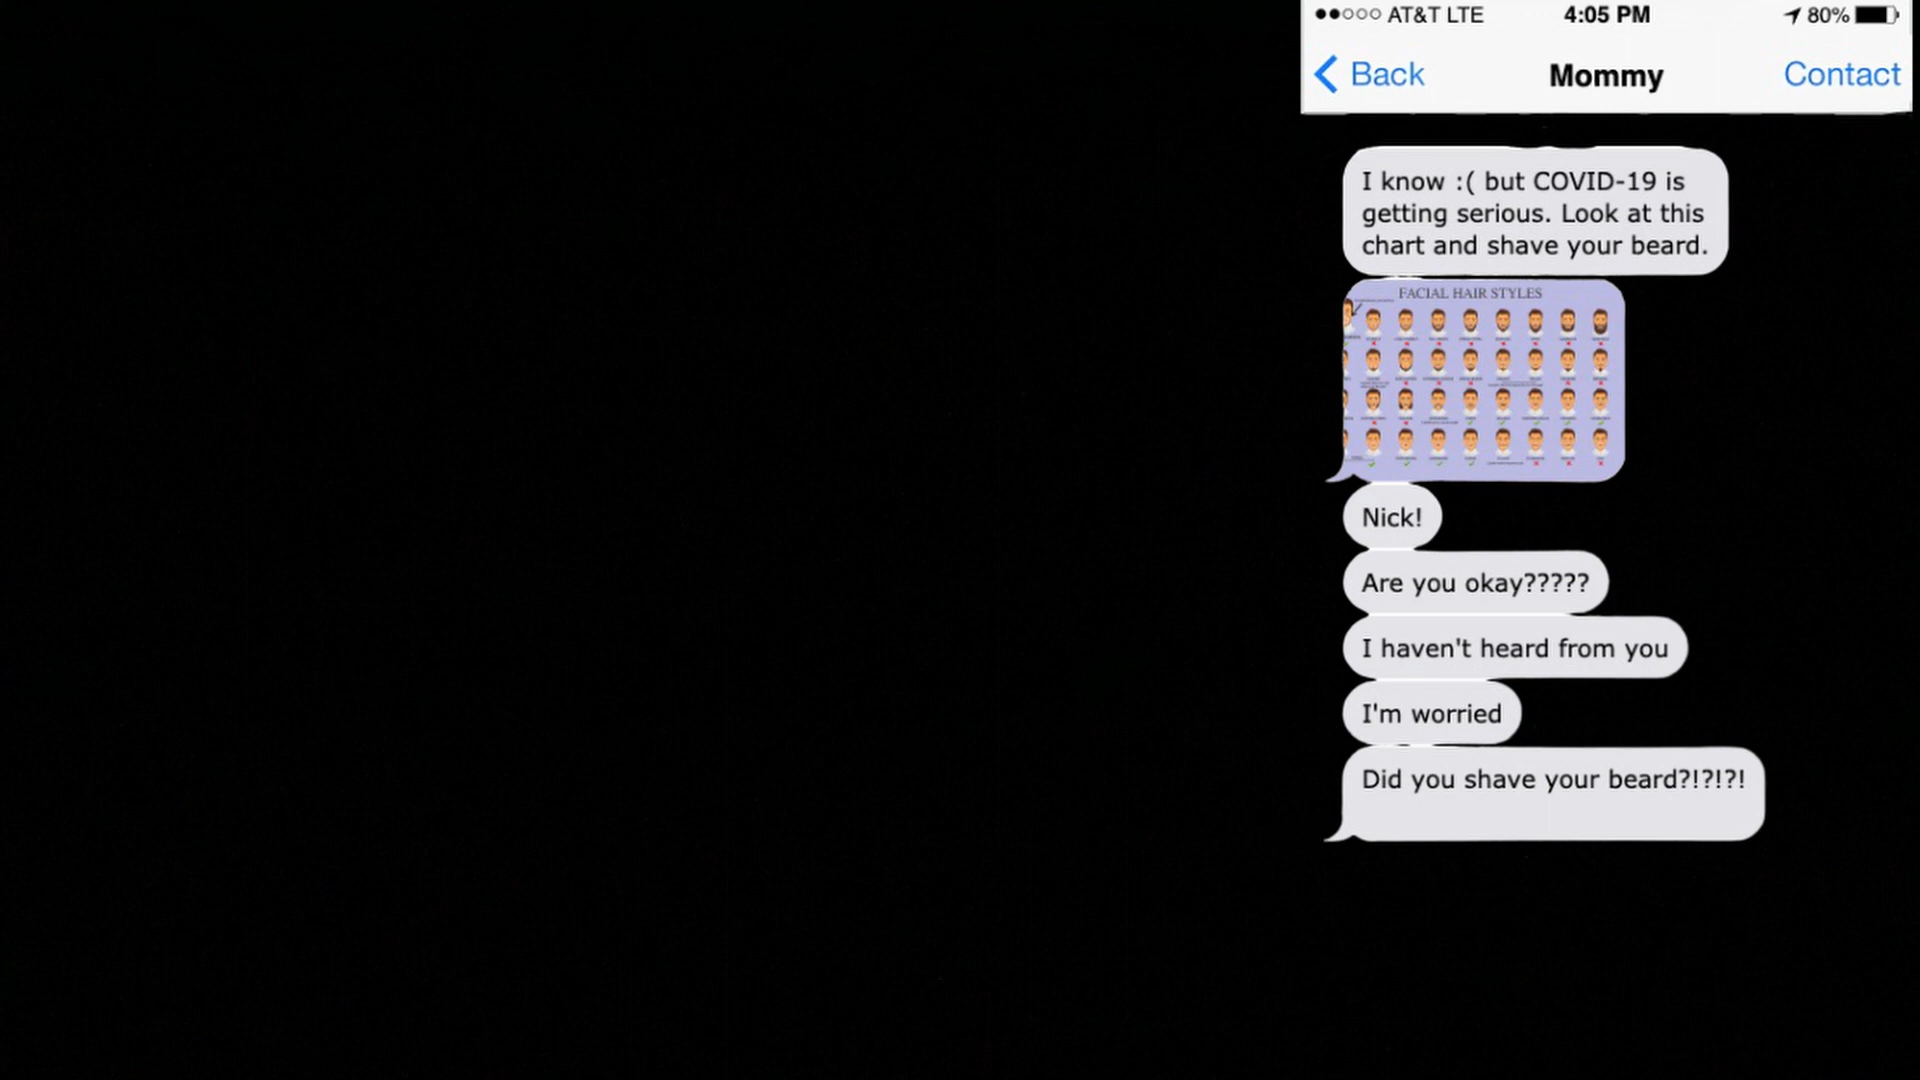 AT&T LTE 4:05 PM 80%
Back Mommy Contact
I know :( but COVID-19 is
getting serious. Look at this
chart and shave your beard.
FACIAL HAIR STYLES
Nick!
Are you okay?????
I haven't heard from you
I'm worried
Did you shave your beard?!?!?!